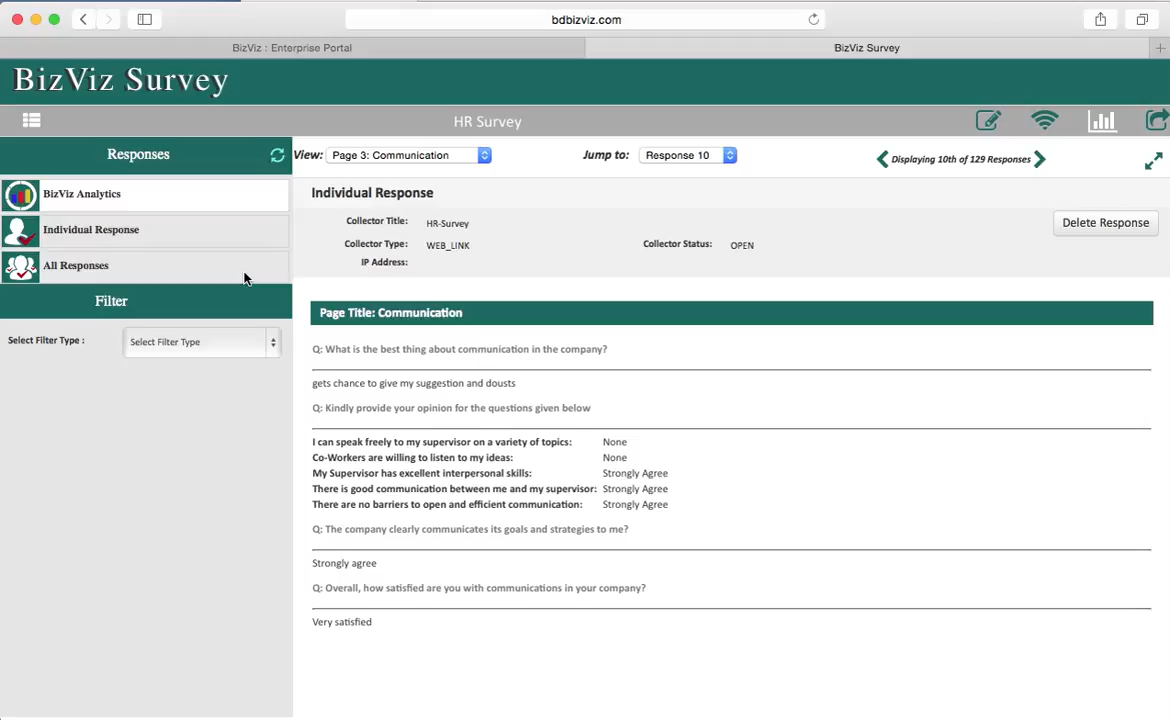 bdbizviz.com
BizViz : Enterprise Portal
BizViz Survey
BizViz Survey
HR Survey
Responses
View: Page 3: Communication
Jump to: Response 10
Displaying 10th of 129 Responses
BizViz Analytics
Individual Response
Individual Response
Collector Title: HR-Survey
Delete Response
Collector Type: WEB_LINK
Collector Status: OPEN
IP Address:
All Responses
Filter
Select Filter Type : Select Filter Type
Page Title: Communication
Q: What is the best thing about communication in the company?
gets chance to give my suggestion and dousts
Q: Kindly provide your opinion for the questions given below
I can speak freely to my supervisor on a variety of topics: None
Co-Workers are willing to listen to my ideas: None
My Supervisor has excellent interpersonal skills: Strongly Agree
There is good communication between me and my supervisor: Strongly Agree
There are no barriers to open and efficient communication: Strongly Agree
Q: The company clearly communicates its goals and strategies to me?
Strongly agree
Q: Overall, how satisfied are you with communications in your company?
Very satisfied